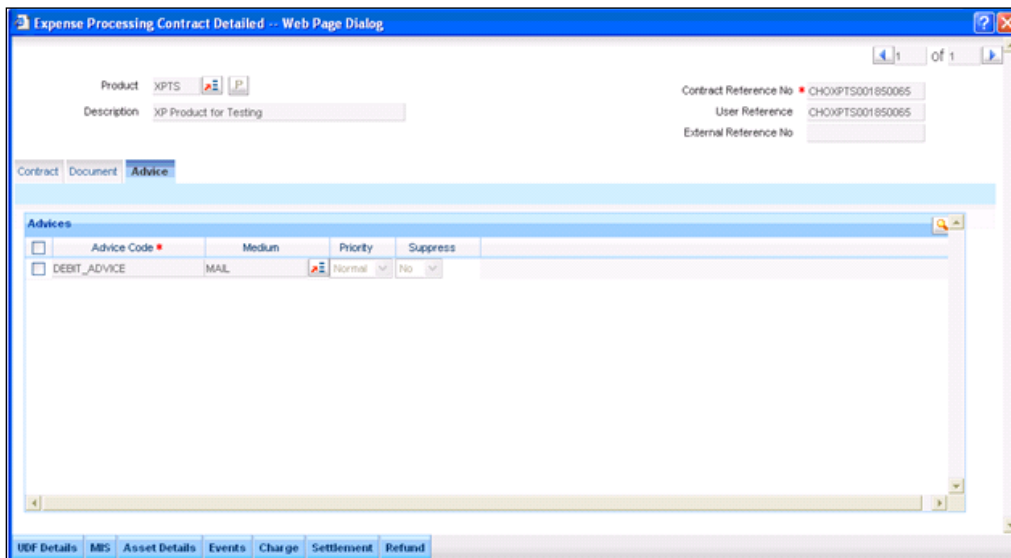 Expense Processing Contract Detailed -- Web Page Dialog
1 of 1
Product XPTS P
Contract Reference No * CHOXPTS001850065
Description XP Product for Testing
User Reference CHOXPTS001850065
External Reference No
Contract Document Advice
Advices
Advice Code * Medium Priority Suppress
DEBIT_ADVICE MAIL Normal No
UDF Details MIS Asset Details Events Charge Settlement Refund